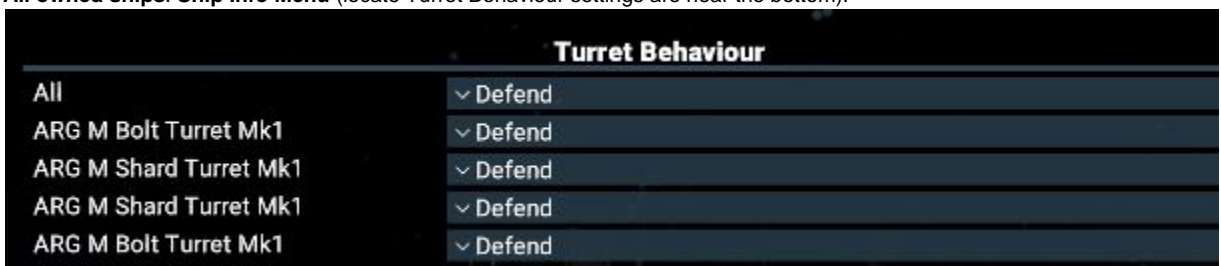 All owned ships: Ship Info Menu (locate Turret Behaviour settings are near the bottom).
Turret Behaviour
All
Defend
ARG M Bolt Turret Mk1
Defend
ARG M Shard Turret Mk1
Defend
ARG M Shard Turret Mk1
Defend
ARG M Bolt Turret Mk1
Defend